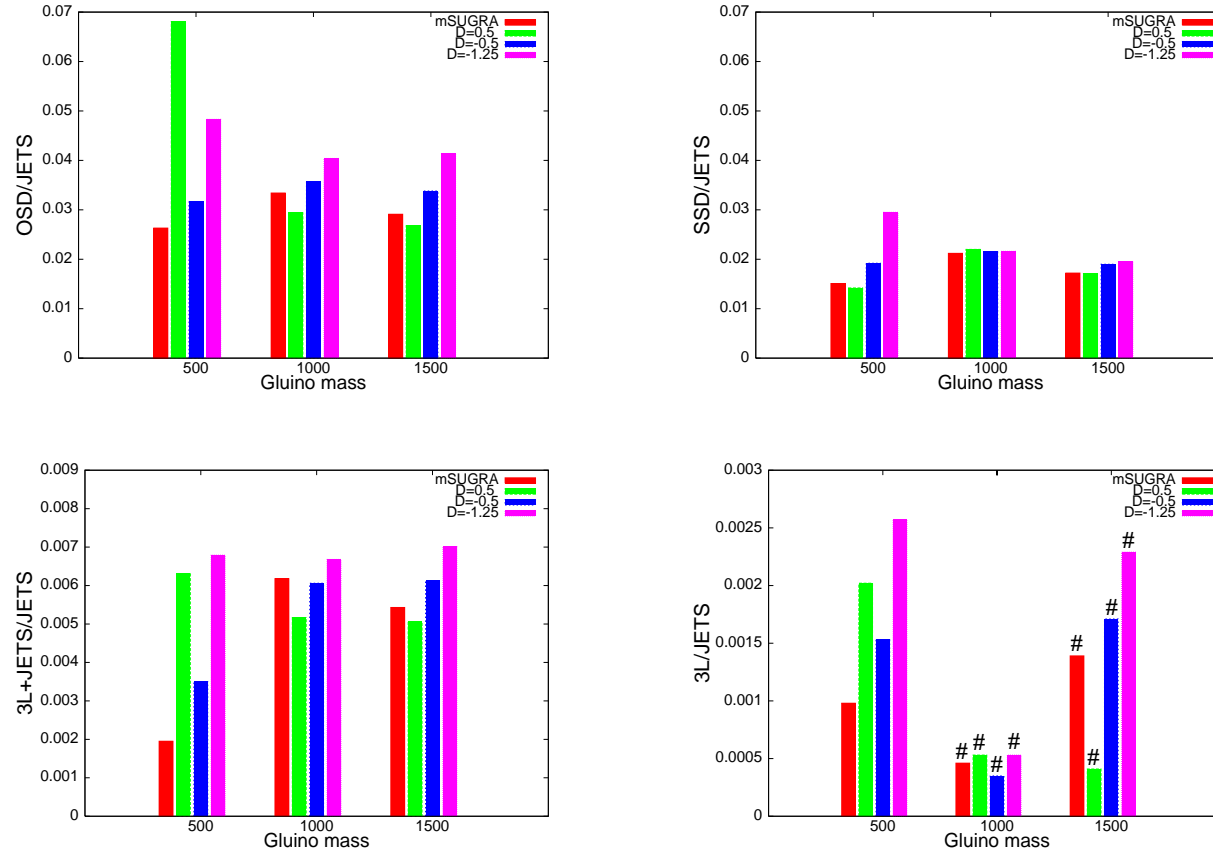 0.07
0.06
0.05
0.04
0.03
0.02
0.01
0
OSD/JETS
mSUGRA
D=0.5
D=-0.5
D=-1.25
500 1000 1500
Gluino mass
0.07
0.06
0.05
0.04
0.03
0.02
0.01
0
SSD/JETS
mSUGRA
D=0.5
D=-0.5
D=-1.25
500 1000 1500
Gluino mass
0.009
0.008
0.007
0.006
0.005
0.004
0.003
0.002
0.001
0
3L+JETS/JETS
mSUGRA
D=0.5
D=-0.5
D=-1.25
500 1000 1500
Gluino mass
0.003
0.0025
0.002
0.0015
0.001
0.0005
0
3L/JETS
mSUGRA
D=0.5
D=-0.5
D=-1.25
# # # # # # # #
500 1000 1500
Gluino mass